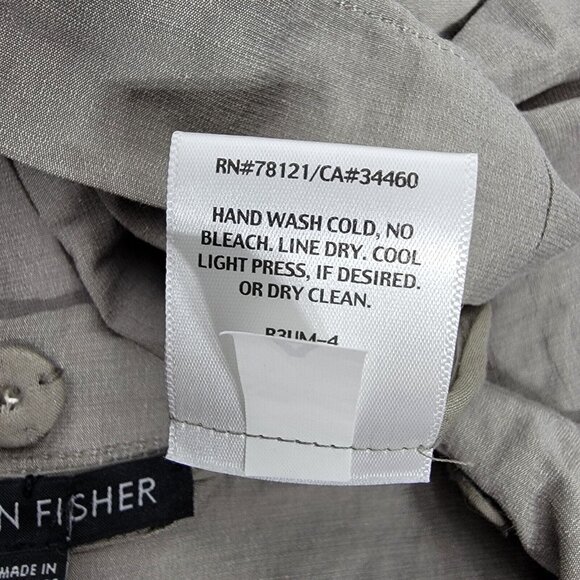 RN#78121/CA#34460
HAND WASH COLD, NO
BLEACH. LINE DRY. COOL
LIGHT PRESS, IF DESIRED.
OR DRY CLEAN.
N FISHER
MADE IN